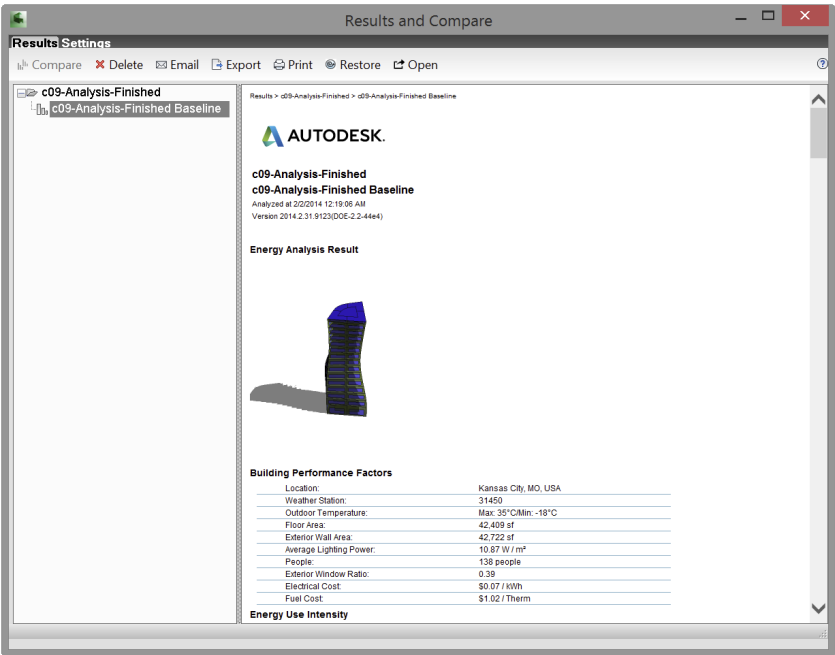 Results and Compare
Results Settings
Compare Delete Email Export Print Restore Open
c09-Analysis-Finished
c09-Analysis-Finished Baseline
Results > c09-Analysis-Finished > c09-Analysis-Finished Baseline
AUTODESK.
c09-Analysis-Finished
c09-Analysis-Finished Baseline
Analyzed at 2/2/2014 12:19:06 AM
Version 2014.2.31.9123(DOE-2.2-44e4)
Energy Analysis Result
Building Performance Factors
Location: Kansas City, MO, USA
Weather Station: 31450
Outdoor Temperature: Max: 35°C/Min: -18°C
Floor Area: 42,409 sf
Exterior Wall Area: 42,722 sf
Average Lighting Power: 10.87 W / m²
People: 138 people
Exterior Window Ratio: 0.39
Electrical Cost: $0.07 / kWh
Fuel Cost: $1.02 / Therm
Energy Use Intensity